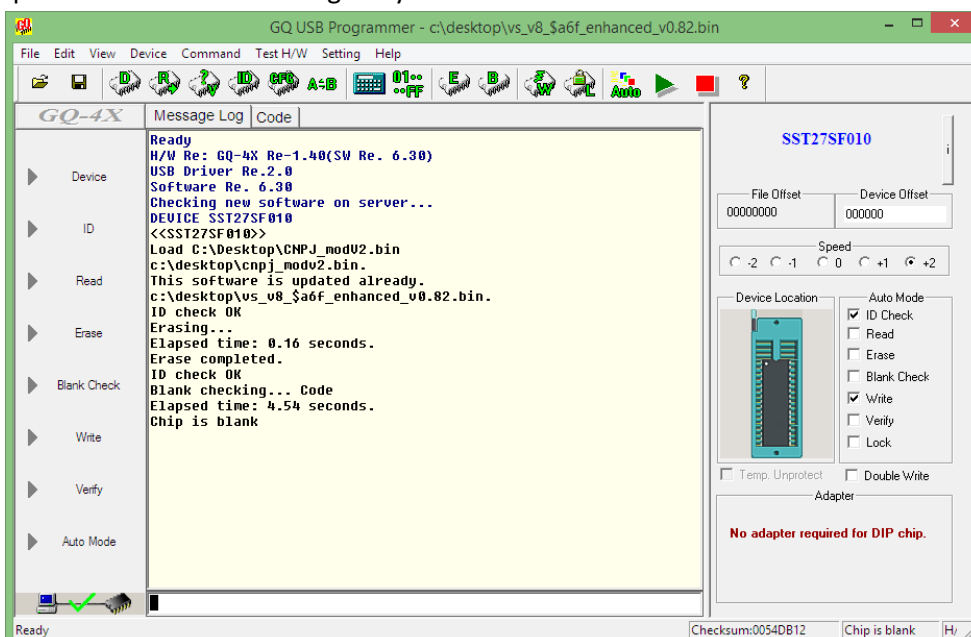 GQ USB Programmer - c:\desktop\vs_v8_$a6f_enhanced_v0.82.bin
File Edit View Device Command Test H/W Setting Help
GQ-4X
Message Log Code
Device
ID
Read
Erase
Blank Check
Write
Verify
Auto Mode
Ready
H/W Re: GQ-4X Re-1.40(SW Re. 6.30)
USB Driver Re.2.0
Software Re. 6.30
Checking new software on server...
DEVICE SST27SF010
<<SST27SF010>>
Load C:\Desktop\CNPJ_modV2.bin
c:\desktop\cnpj_modv2.bin.
This software is updated already.
c:\desktop\vs_v8_$a6f_enhanced_v0.82.bin.
ID check OK
Erasing...
Elapsed time: 0.16 seconds.
Erase completed.
ID check OK
Blank checking... Code
Elapsed time: 4.54 seconds.
Chip is blank
SST27SF010
i
File Offset Device Offset
00000000 000000
Speed
-2 -1 0 +1 +2
Device Location
Auto Mode
ID Check
Read
Erase
Blank Check
Write
Verify
Lock
Temp. Unprotect Double Write
Adapter
No adapter required for DIP chip.
Ready Checksum:0054DB12 Chip is blank H/